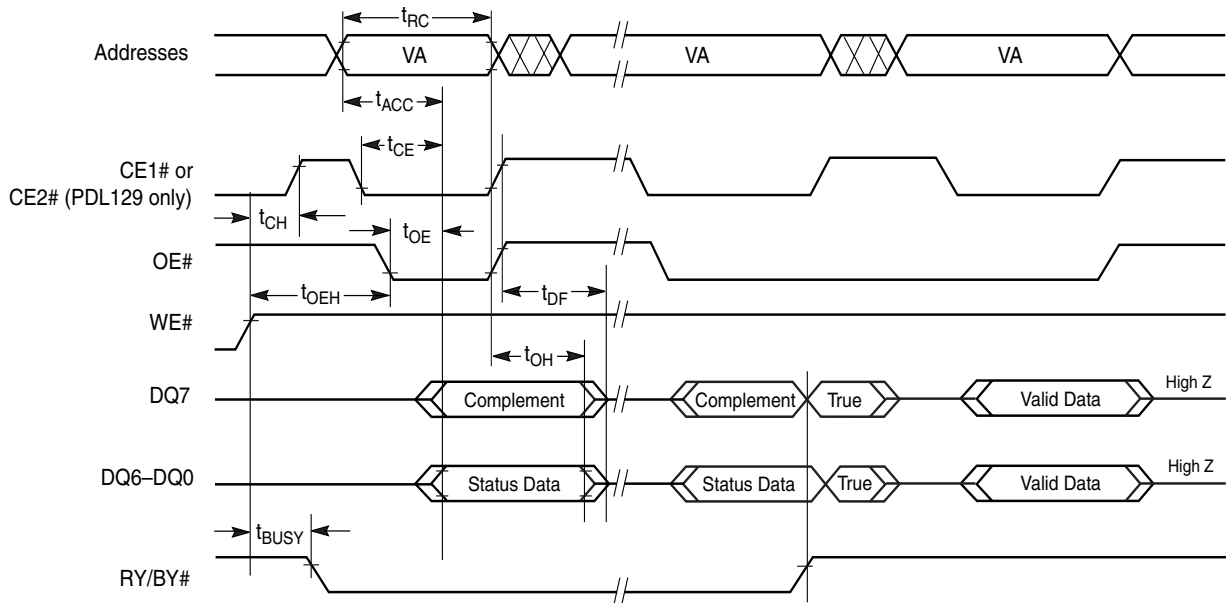 tRC
Addresses VA VA VA
tACC
tCE
CE1# or
CE2# (PDL129 only)
tCH
tOE
OE#
tOEH
tDF
WE#
tOH
DQ7 Complement Complement True Valid Data High Z
DQ6–DQ0 Status Data Status Data True Valid Data High Z
tBUSY
RY/BY#